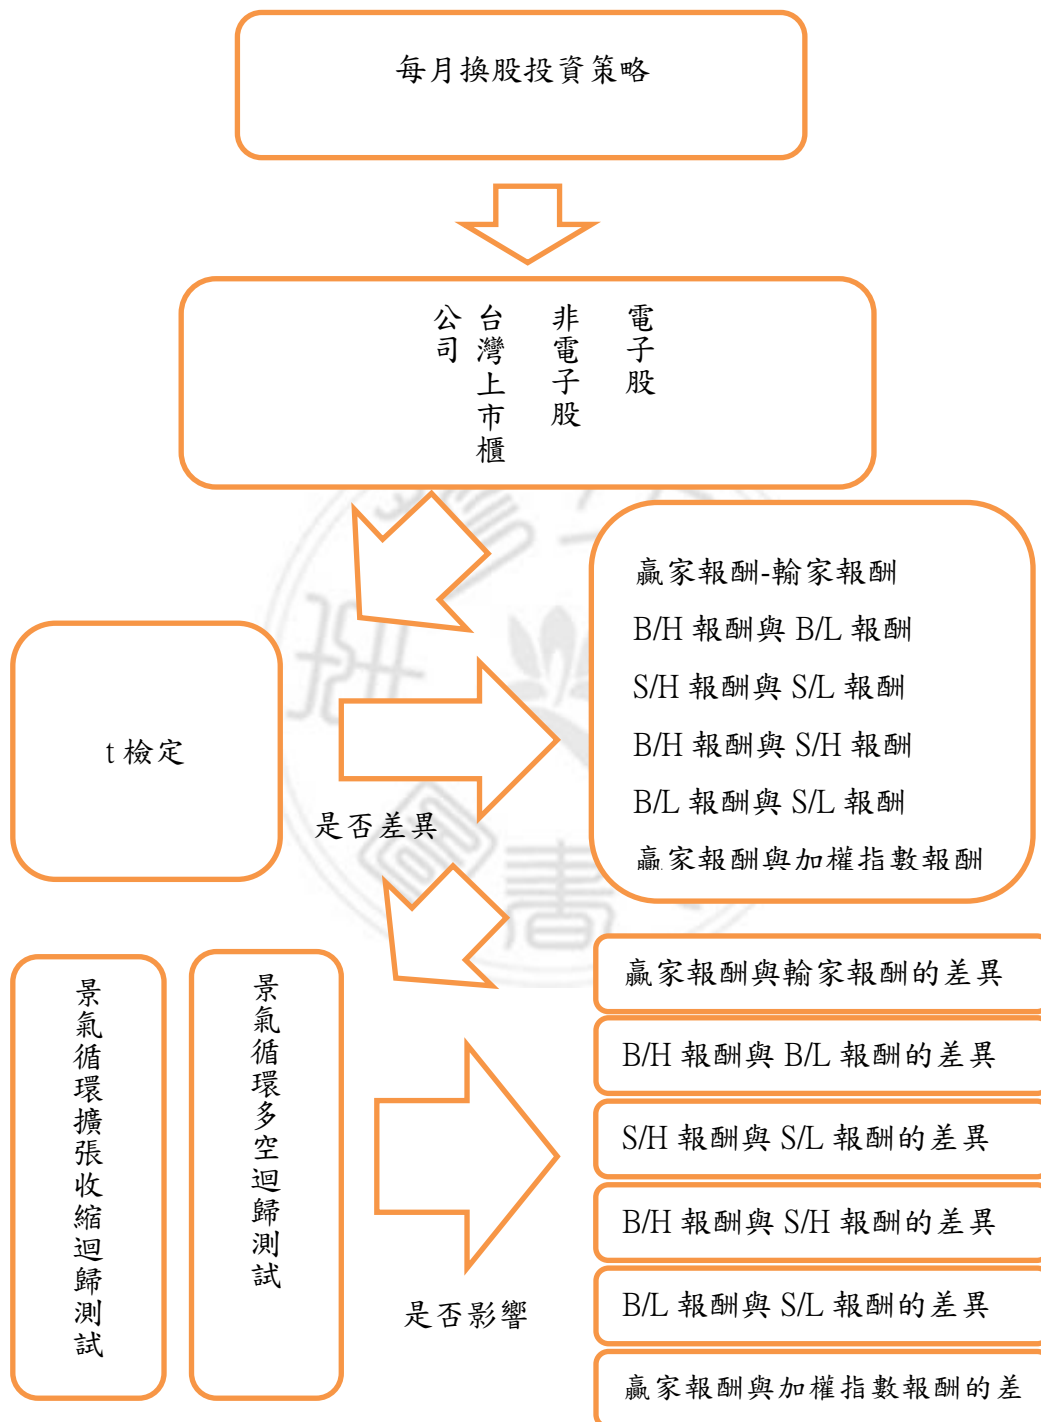 每月換股投資策略
電子股
非電子股
台灣上市櫃
公司
贏家報酬-輸家報酬
B/H 報酬與 B/L 報酬
S/H 報酬與 S/L 報酬
B/H 報酬與 S/H 報酬
B/L 報酬與 S/L 報酬
贏家報酬與加權指數報酬
t 檢定
是否差異
景氣循環擴張收縮迴歸測試
景氣循環多空迴歸測試
是否影響
贏家報酬與輸家報酬的差異
B/H 報酬與 B/L 報酬的差異
S/H 報酬與 S/L 報酬的差異
B/H 報酬與 S/H 報酬的差異
B/L 報酬與 S/L 報酬的差異
贏家報酬與加權指數報酬的差